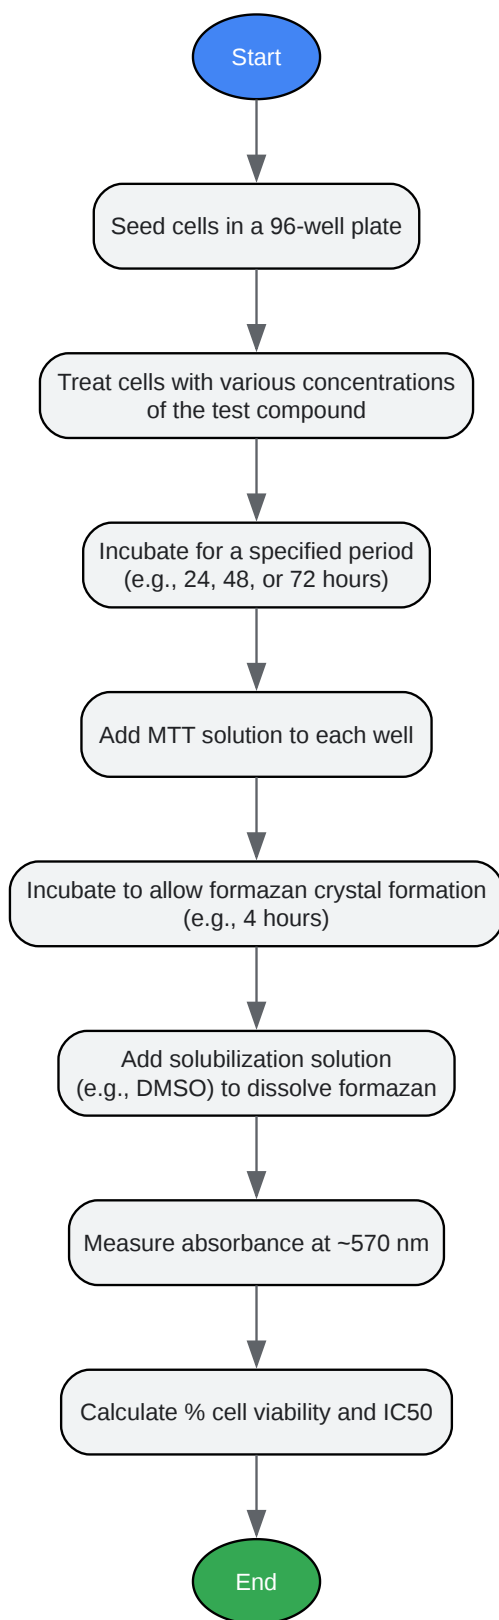 Start
Seed cells in a 96-well plate
Treat cells with various concentrations
of the test compound
Incubate for a specified period
(e.g., 24, 48, or 72 hours)
Add MTT solution to each well
Incubate to allow formazan crystal formation
(e.g., 4 hours)
Add solubilization solution
(e.g., DMSO) to dissolve formazan
Measure absorbance at ~570 nm
Calculate % cell viability and IC50
End